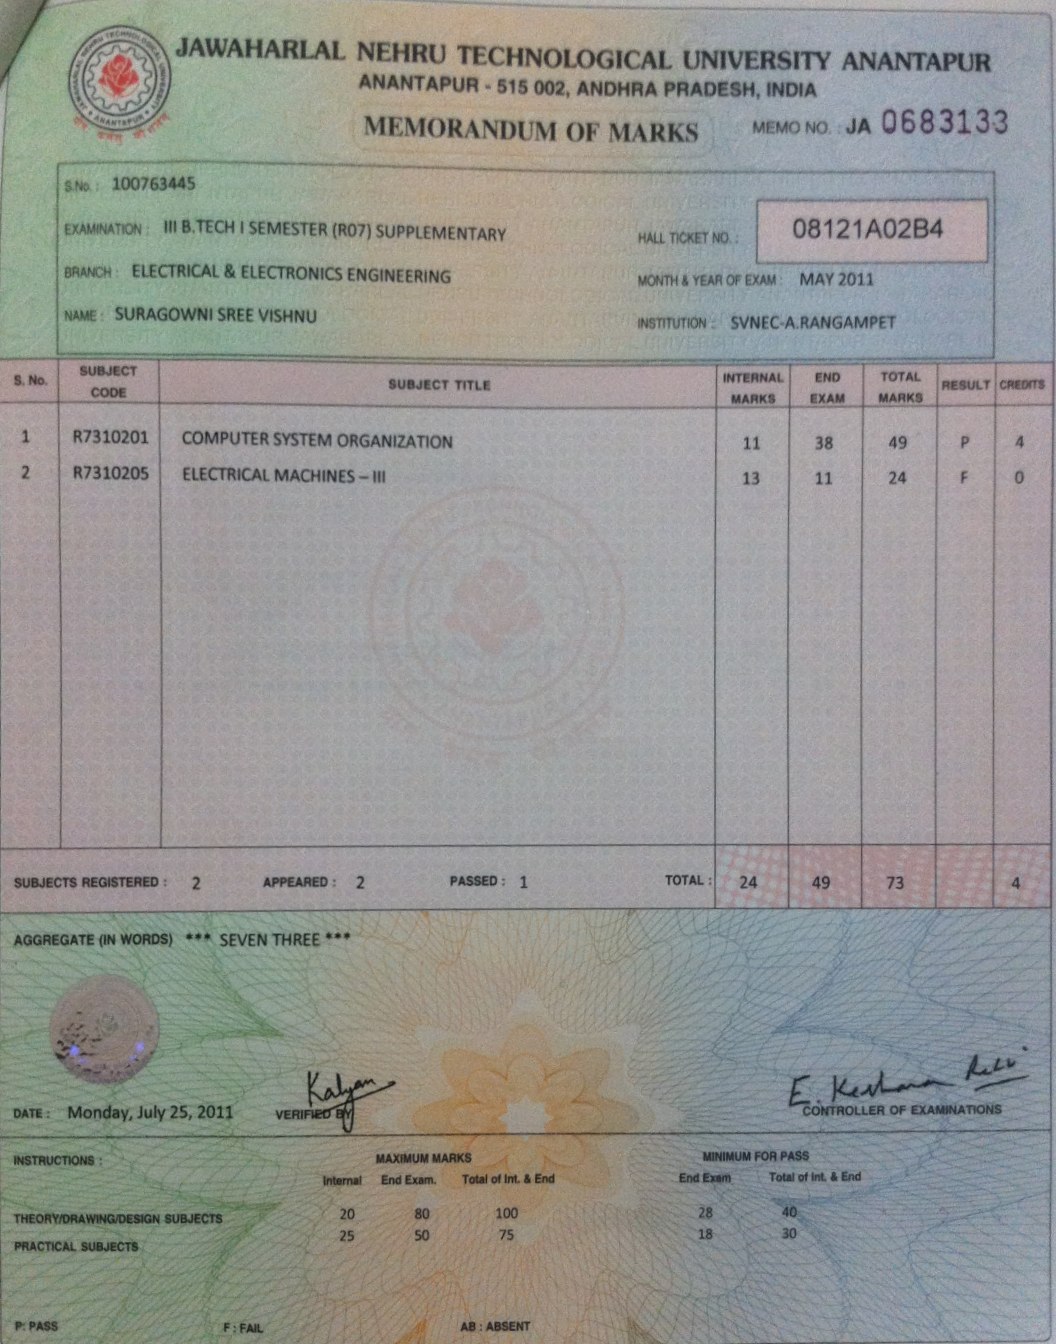 JAWAHARLAL NEHRU TECHNOLOGICAL UNIVERSITY ANANTAPUR
ANANTAPUR - 515 002, ANDHRA PRADESH, INDIA
MEMORANDUM OF MARKS
MEMO NO. : JA 0683133
S.No. : 100763445
EXAMINATION : III B.TECH I SEMESTER (R07) SUPPLEMENTARY
HALL TICKET NO. : 08121A02B4
BRANCH : ELECTRICAL & ELECTRONICS ENGINEERING
MONTH & YEAR OF EXAM : MAY 2011
NAME : SURAGOWNI SREE VISHNU
INSTITUTION : SVNEC-A.RANGAMPET
S. No. SUBJECT CODE SUBJECT TITLE INTERNAL MARKS END EXAM TOTAL MARKS RESULT CREDITS
1 R7310201 COMPUTER SYSTEM ORGANIZATION 11 38 49 P 4
2 R7310205 ELECTRICAL MACHINES – III 13 11 24 F 0
SUBJECTS REGISTERED : 2 APPEARED : 2 PASSED : 1 TOTAL : 24 49 73 4
AGGREGATE (IN WORDS) *** SEVEN THREE ***
Kalyan
E. Keshava Reddi
DATE : Monday, July 25, 2011 VERIFIED BY CONTROLLER OF EXAMINATIONS
INSTRUCTIONS : MAXIMUM MARKS MINIMUM FOR PASS
Internal End Exam. Total of Int. & End End Exam Total of Int. & End
THEORY/DRAWING/DESIGN SUBJECTS 20 80 100 28 40
PRACTICAL SUBJECTS 25 50 75 18 30
P: PASS F : FAIL AB : ABSENT